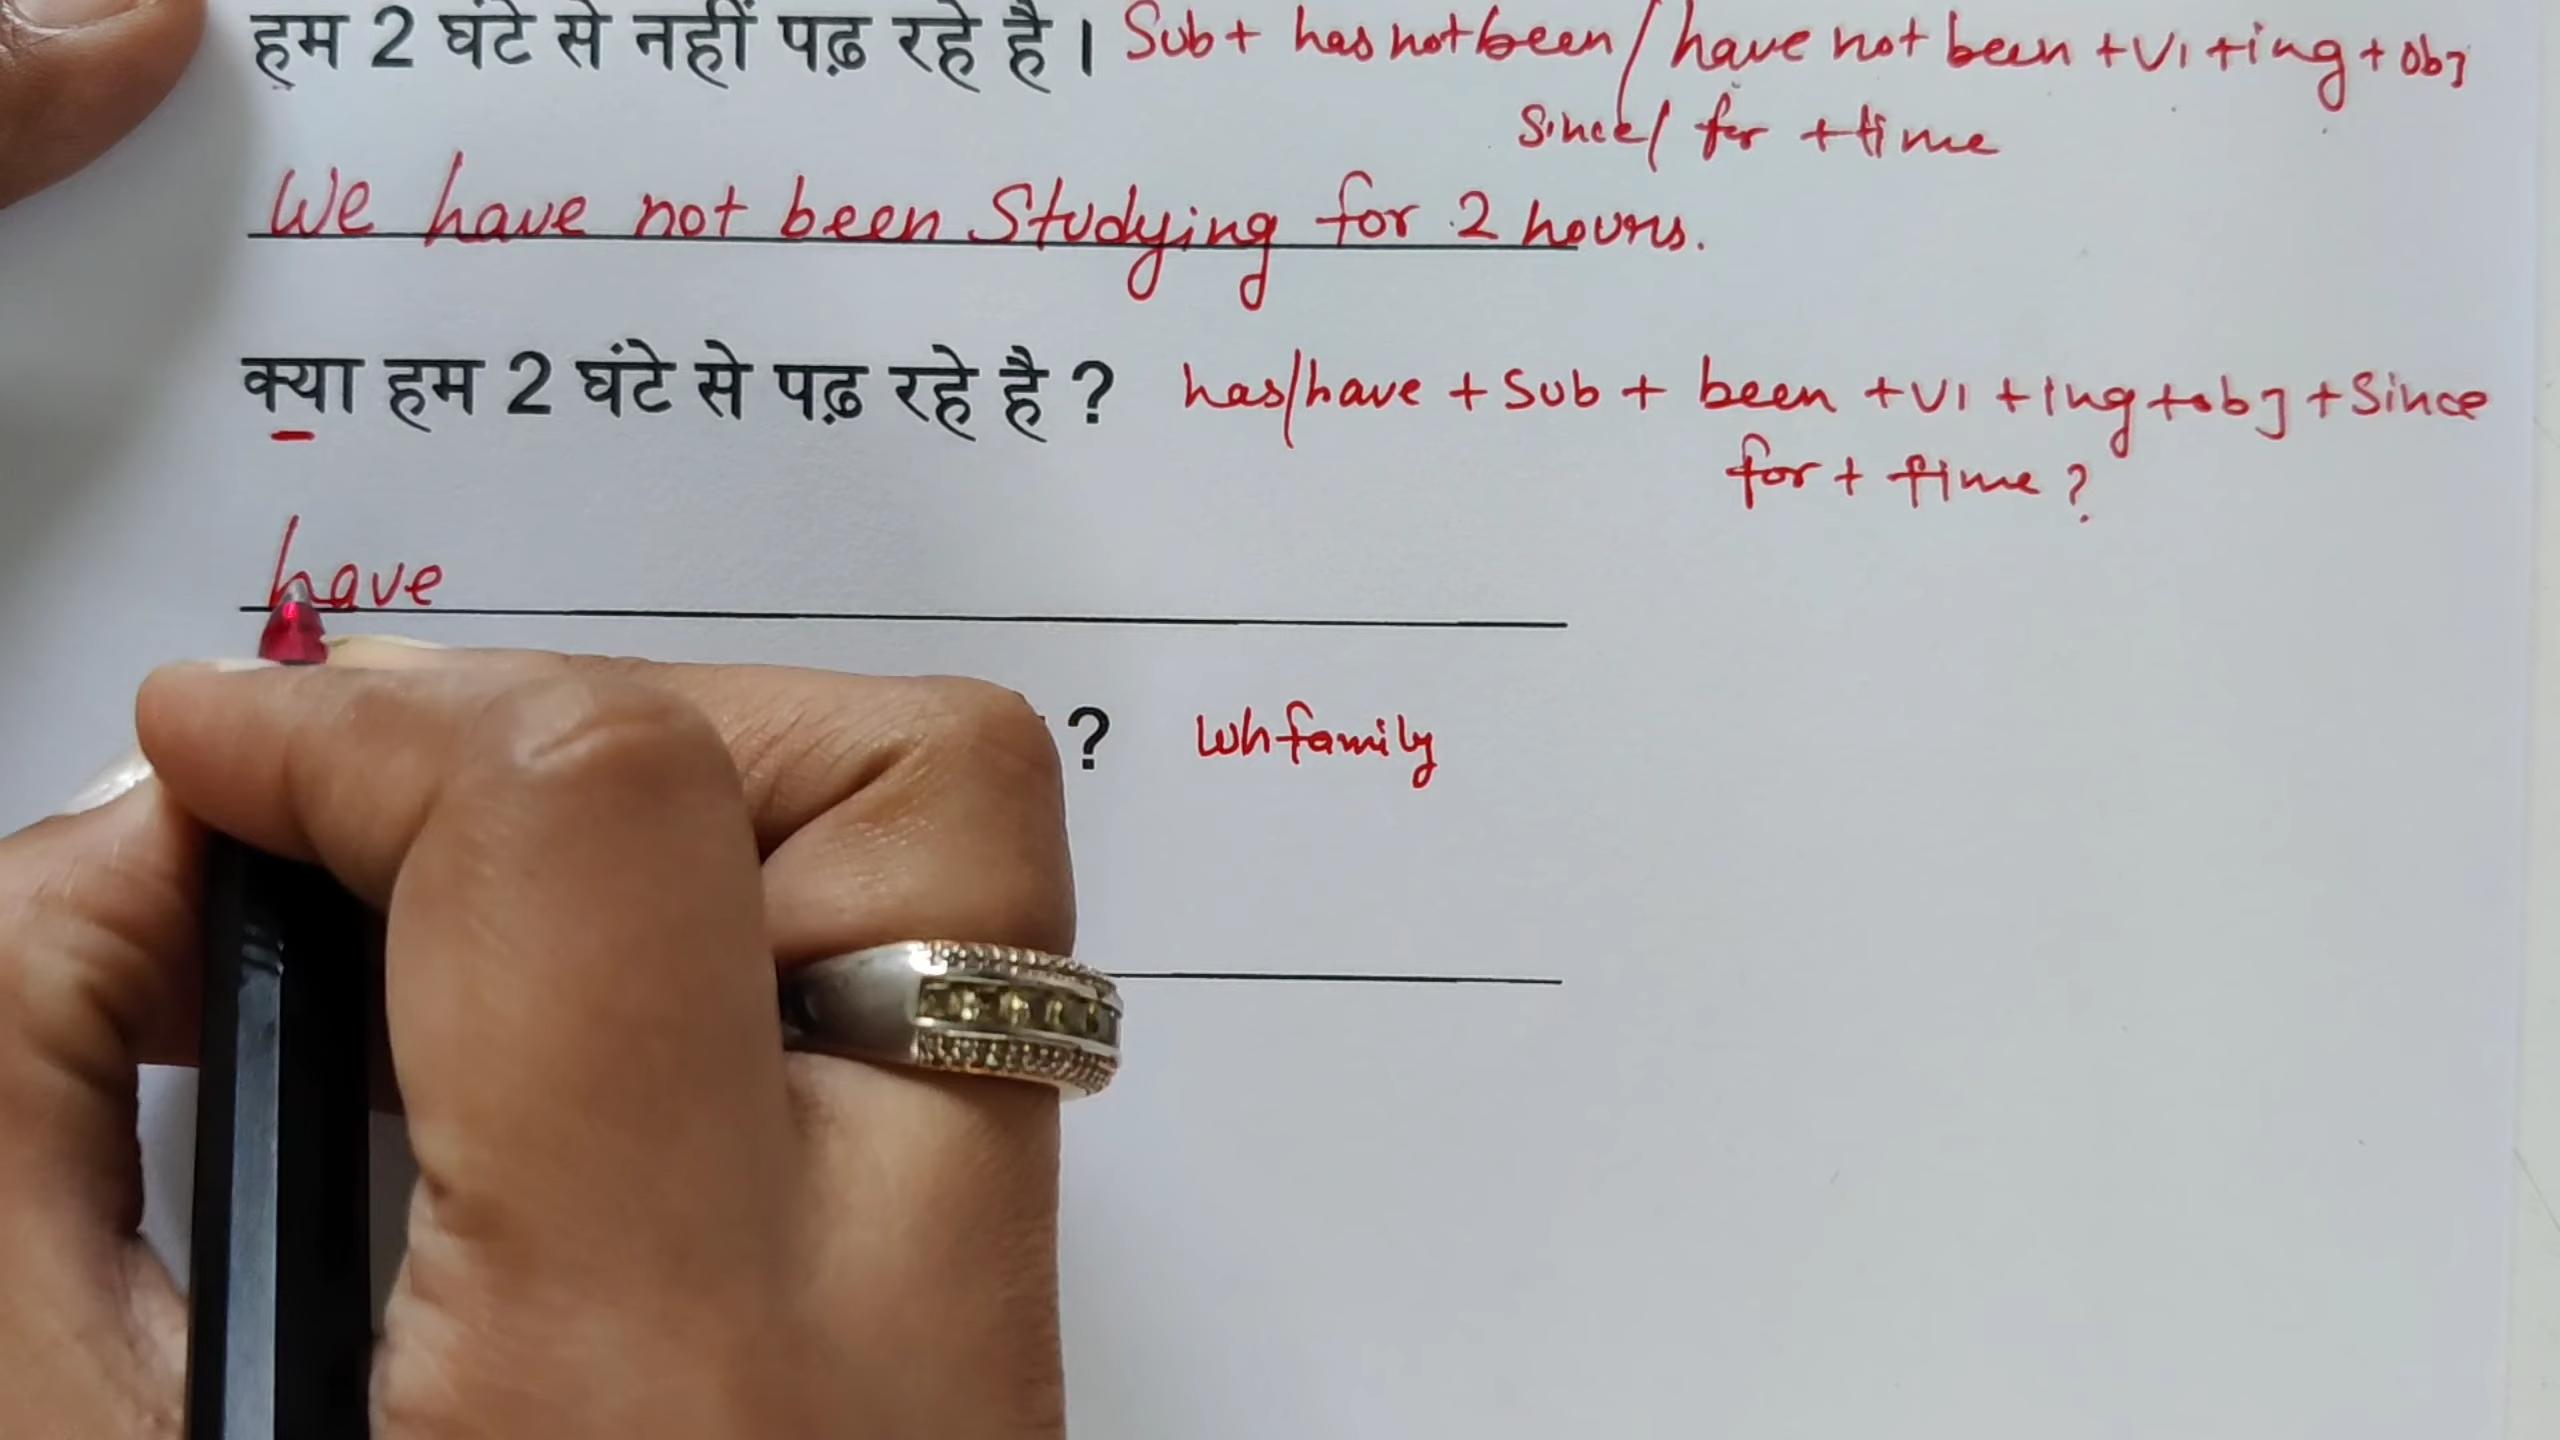 हम 2 घंटे से नहीं पढ़ रहे है। Sub + has not been / have not been + V1 + ing + obj
Since / for + time
We have not been Studying for 2 hours.
क्या हम 2 घंटे से पढ़ रहे है ? has/have + Sub + been + V1 + ing + obj + Since
for + time ?
have
? Wh family